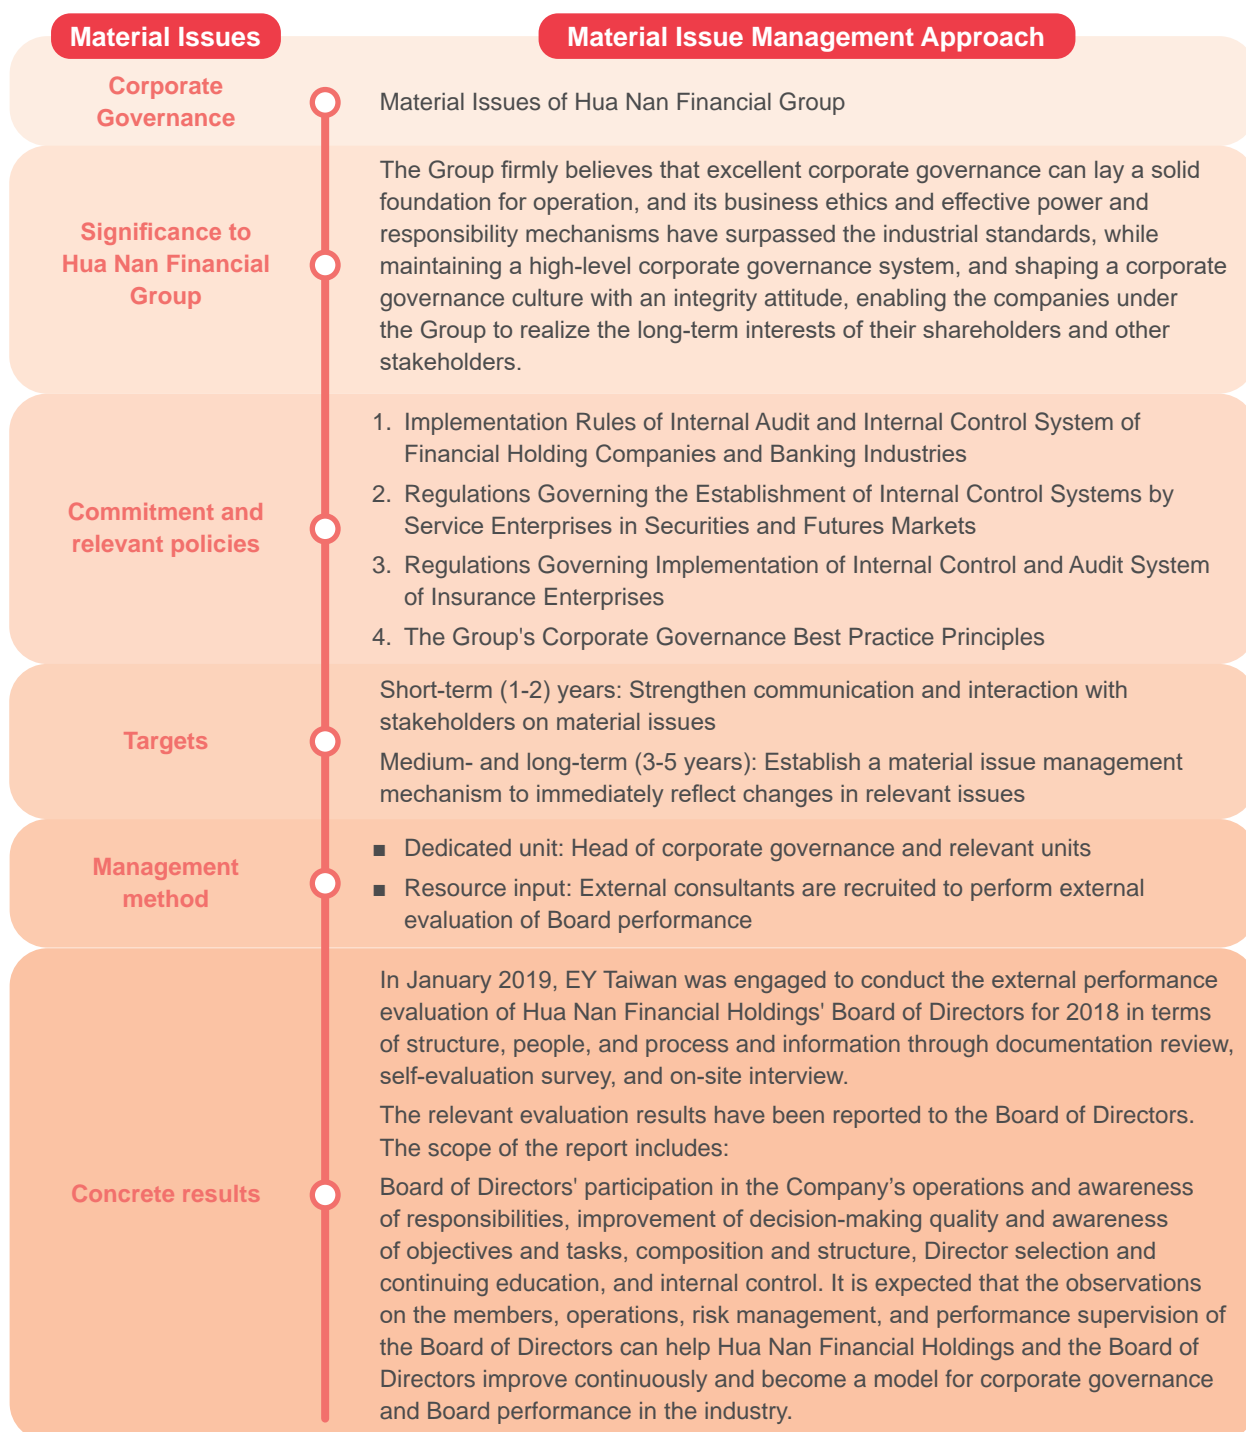 Material Issues
Material Issue Management Approach
Corporate
Governance
Material Issues of Hua Nan Financial Group
Significance to
Hua Nan Financial
Group
The Group firmly believes that excellent corporate governance can lay a solid
foundation for operation, and its business ethics and effective power and
responsibility mechanisms have surpassed the industrial standards, while
maintaining a high-level corporate governance system, and shaping a corporate
governance culture with an integrity attitude, enabling the companies under
the Group to realize the long-term interests of their shareholders and other
stakeholders.
Commitment and
relevant policies
1. Implementation Rules of Internal Audit and Internal Control System of
Financial Holding Companies and Banking Industries
2. Regulations Governing the Establishment of Internal Control Systems by
Service Enterprises in Securities and Futures Markets
3. Regulations Governing Implementation of Internal Control and Audit System
of Insurance Enterprises
4. The Group's Corporate Governance Best Practice Principles
Targets
Short-term (1-2) years: Strengthen communication and interaction with
stakeholders on material issues
Medium- and long-term (3-5 years): Establish a material issue management
mechanism to immediately reflect changes in relevant issues
Management
method
■ Dedicated unit: Head of corporate governance and relevant units
■ Resource input: External consultants are recruited to perform external
evaluation of Board performance
Concrete results
In January 2019, EY Taiwan was engaged to conduct the external performance
evaluation of Hua Nan Financial Holdings' Board of Directors for 2018 in terms
of structure, people, and process and information through documentation review,
self-evaluation survey, and on-site interview.
The relevant evaluation results have been reported to the Board of Directors.
The scope of the report includes:
Board of Directors' participation in the Company's operations and awareness
of responsibilities, improvement of decision-making quality and awareness
of objectives and tasks, composition and structure, Director selection and
continuing education, and internal control. It is expected that the observations
on the members, operations, risk management, and performance supervision of
the Board of Directors can help Hua Nan Financial Holdings and the Board of
Directors improve continuously and become a model for corporate governance
and Board performance in the industry.